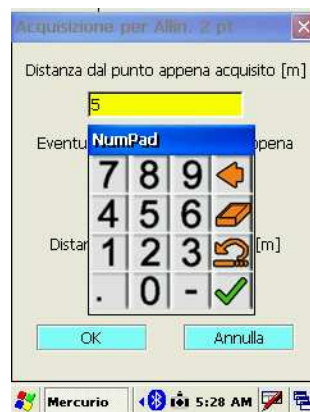 Acquisizione per Allin. 2 pt
Distanza dal punto appena acquisito [m]
5
Eventu
pena
NumPad
7 8 9
4 5 6
1 2 3
. 0 -
Distar
[m]
OK
Annulla
Mercurio
5:28 AM